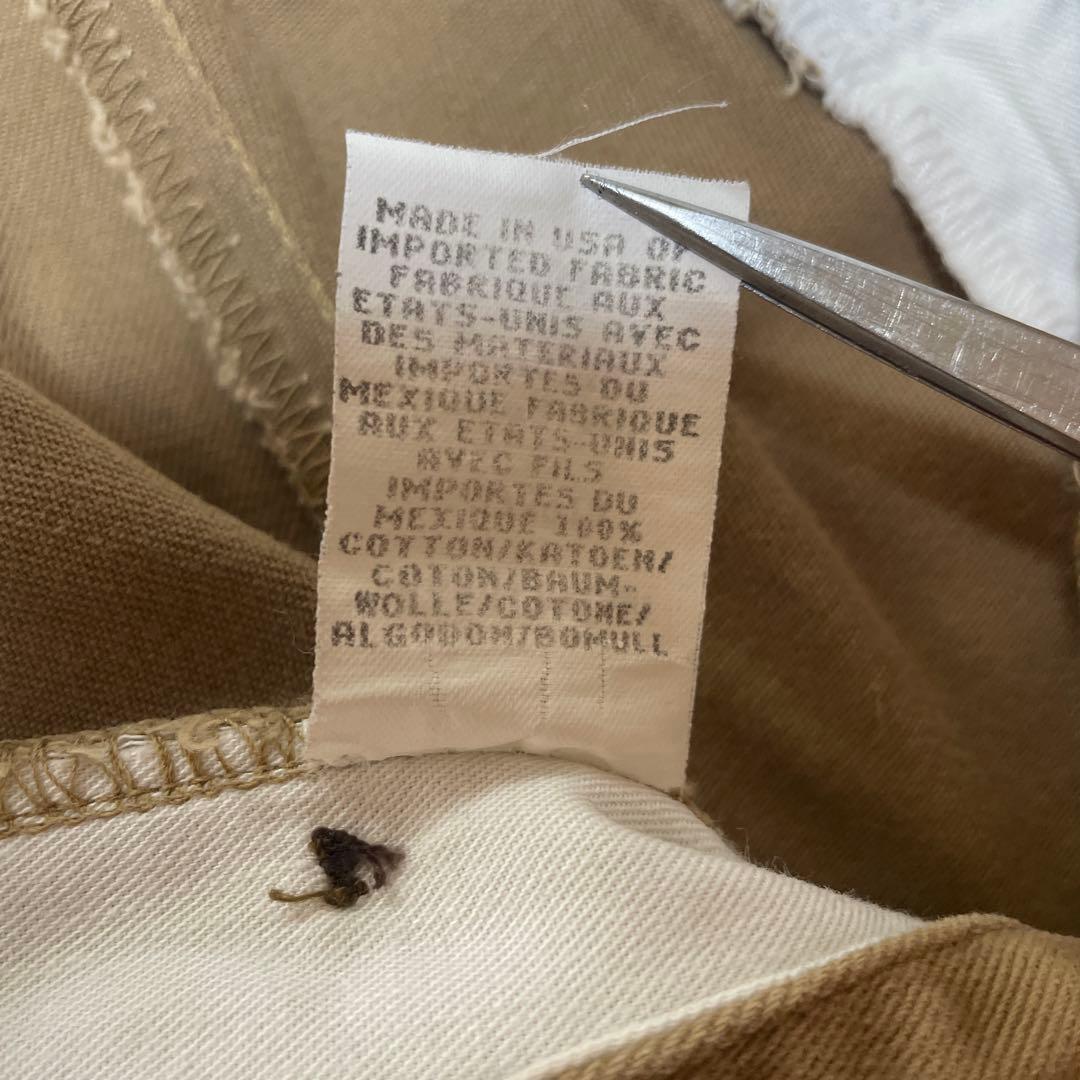 MADE IN USA OF
IMPORTED FABRIC
FABRIQUE AUX
ETATS-UNIS AVEC
DES MATERIAUX
IMPORTES DU
MEXIQUE FABRIQUE
AUX ETATS-UNIS
AVEC FILS
IMPORTES DU
MEXIQUE 100%
COTTON/KATOEN/
COTON/BAUM-
WOLLE/COTONE/
ALGODON/BOMULL